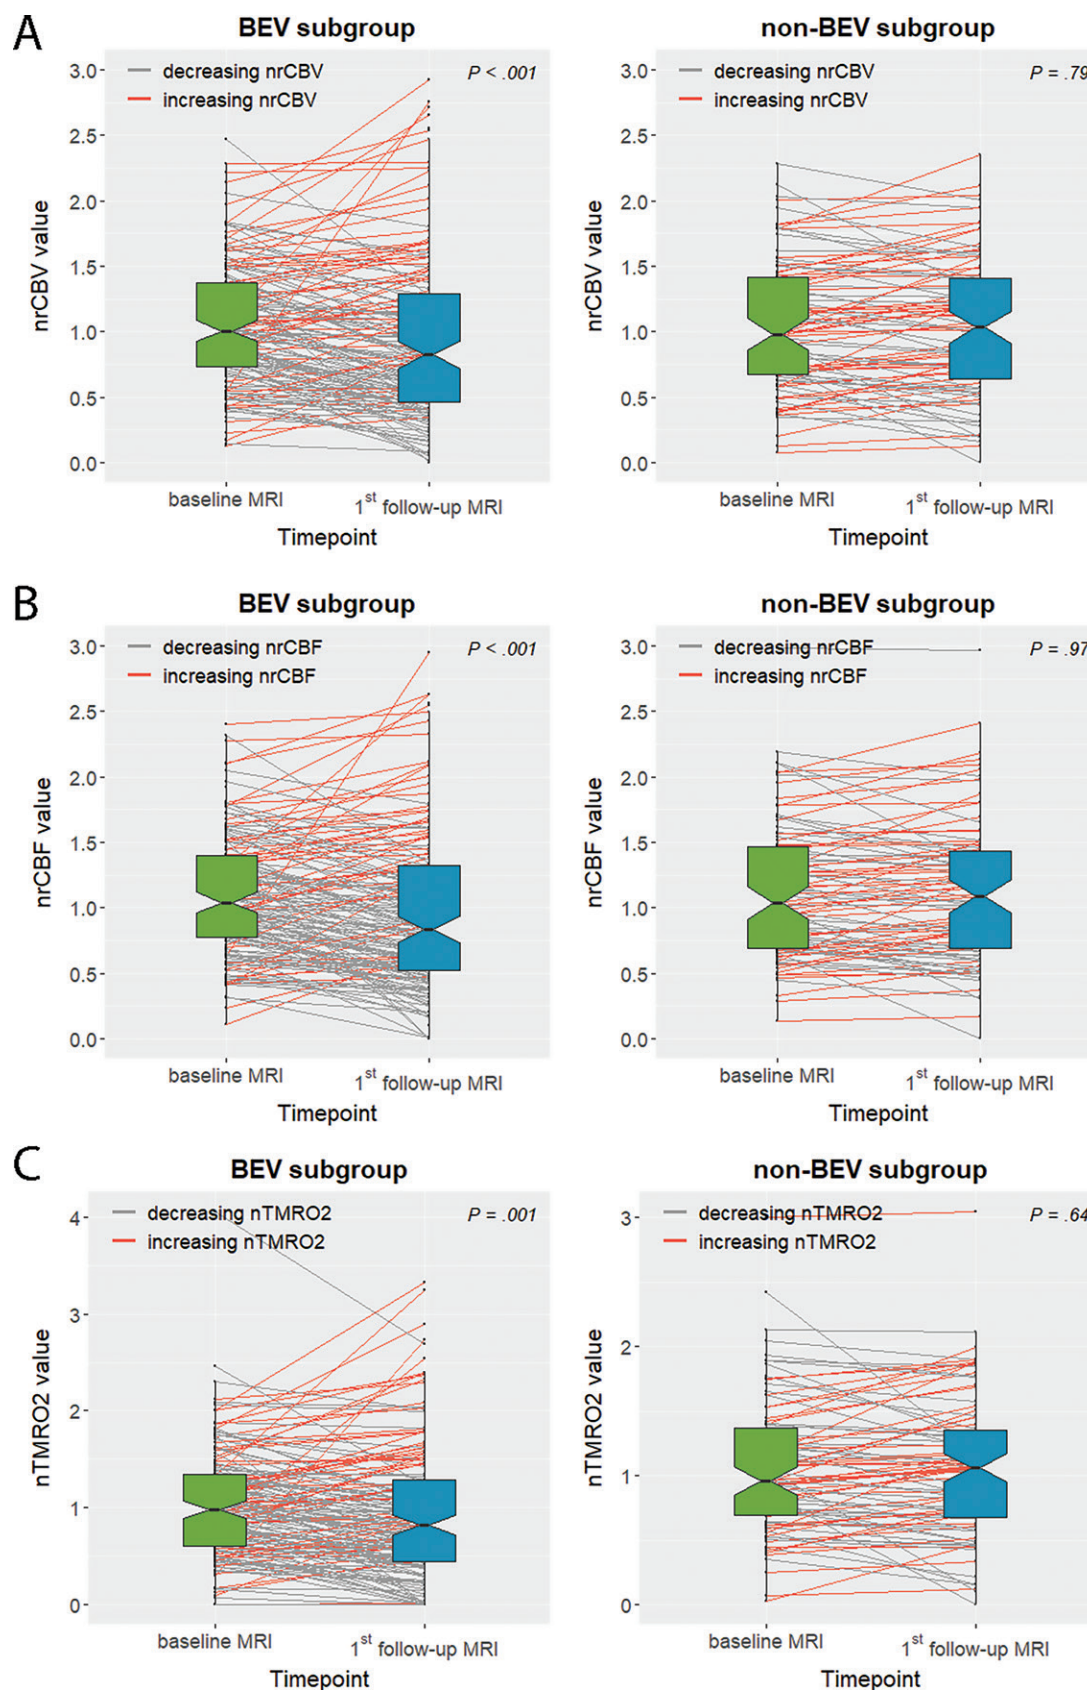 A
BEV subgroup
non-BEV subgroup
decreasing nrCBV
increasing nrCBV
P < .001
decreasing nrCBV
increasing nrCBV
P = .79
3.0
2.5
2.0
1.5
1.0
0.5
0.0
nrCBV value
baseline MRI
1st follow-up MRI
Timepoint
3.0
2.5
2.0
1.5
1.0
0.5
0.0
nrCBV value
baseline MRI
1st follow-up MRI
Timepoint
B
BEV subgroup
non-BEV subgroup
decreasing nrCBF
increasing nrCBF
P < .001
decreasing nrCBF
increasing nrCBF
P = .97
3.0
2.5
2.0
1.5
1.0
0.5
0.0
nrCBF value
baseline MRI
1st follow-up MRI
Timepoint
3.0
2.5
2.0
1.5
1.0
0.5
0.0
nrCBF value
baseline MRI
1st follow-up MRI
Timepoint
C
BEV subgroup
non-BEV subgroup
decreasing nTMRO2
increasing nTMRO2
P = .001
decreasing nTMRO2
increasing nTMRO2
P = .64
4
3
2
1
0
nTMRO2 value
baseline MRI
1st follow-up MRI
Timepoint
3
2
1
0
nTMRO2 value
baseline MRI
1st follow-up MRI
Timepoint